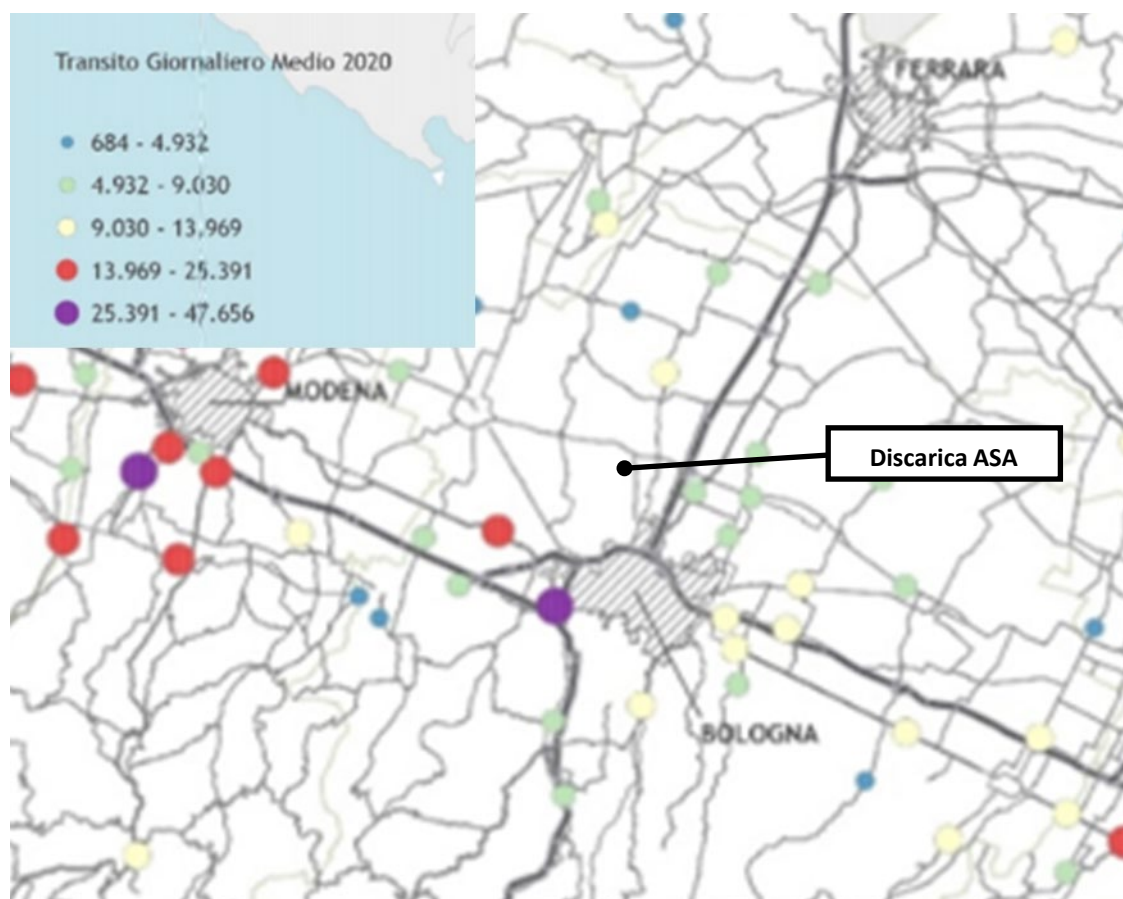 Transito Giornaliero Medio 2020
684 - 4.932
4.932 - 9.030
9.030 - 13.969
13.969 - 25.391
25.391 - 47.656
FERRARA
MODENA
Discarica ASA
BOLOGNA